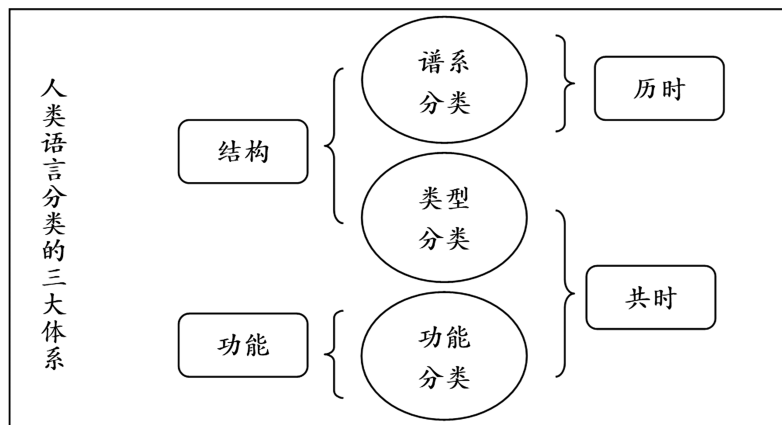 人类语言分类的三大体系
结构
功能
谱系
分类
类型
分类
功能
分类
历时
共时